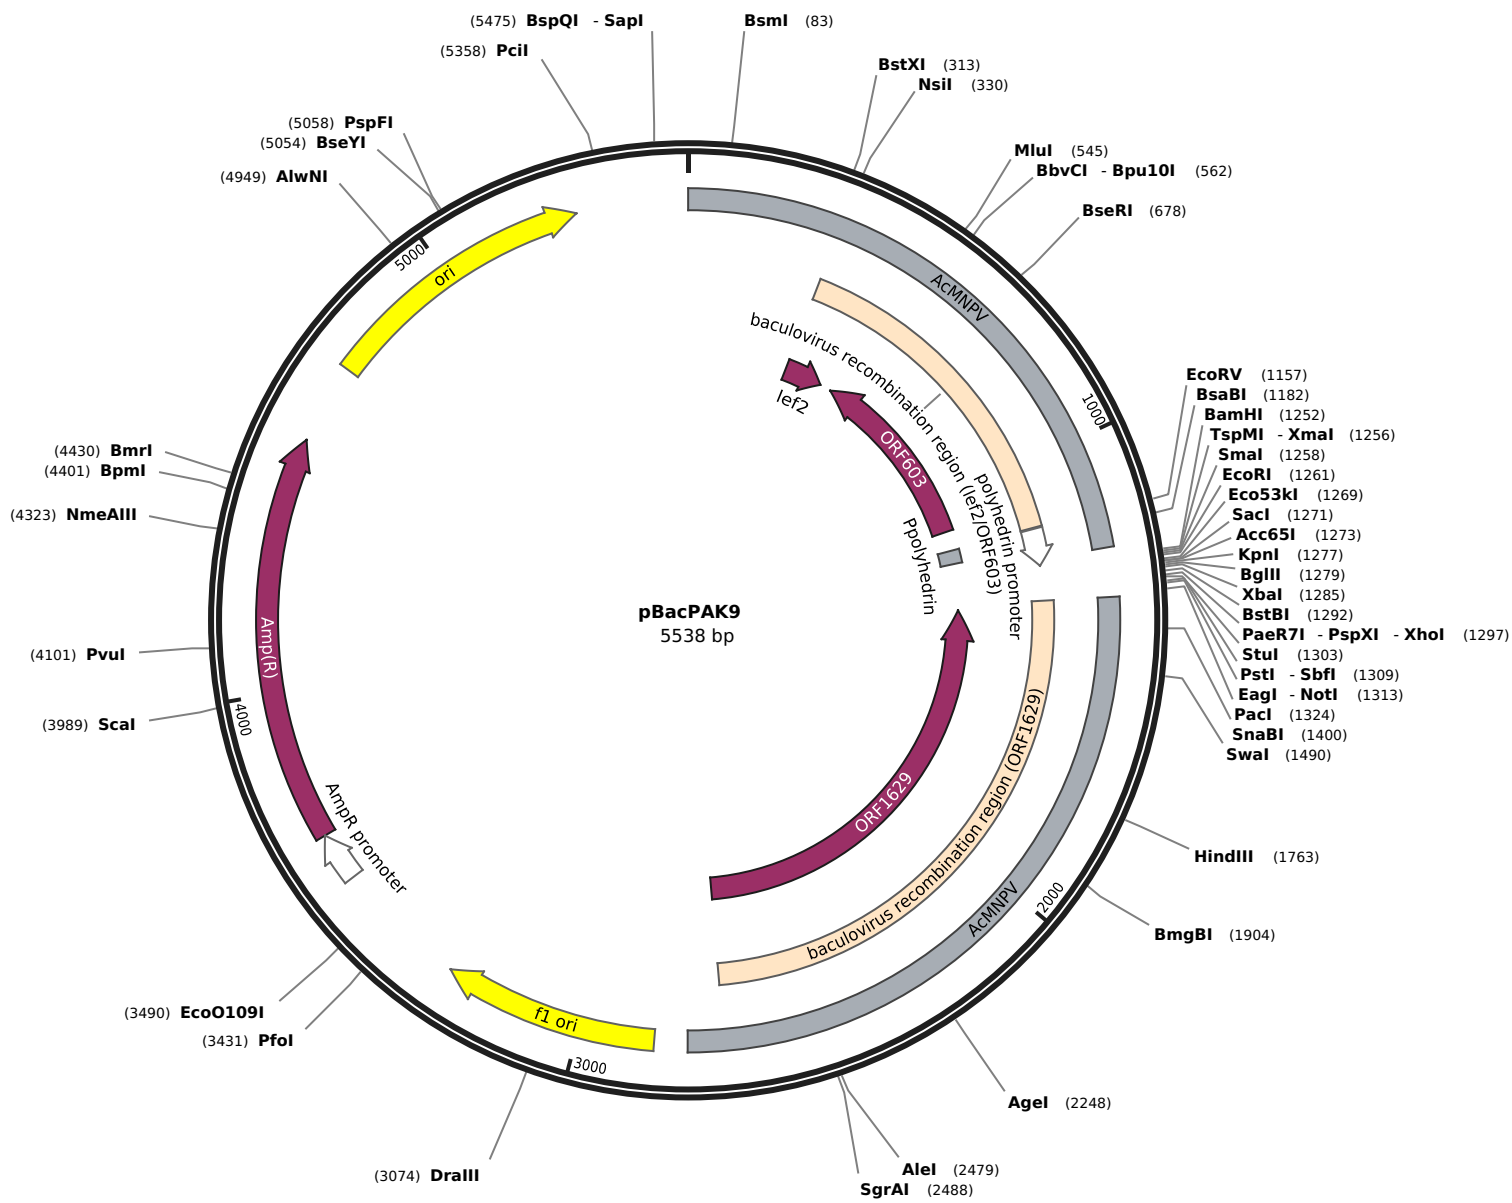 (5475) BspQI - SapI
BsmI (83)
(5358) PciI
BstXI (313)
NsiI (330)
(5058) PspFI
(5054) BseYI
(4949) AlwNI
MluI (545)
BbvCI - Bpu10I (562)
BseRI (678)
5000
ori
AcMNPV
baculovirus recombination region (lef2/ORF603)
lef2
ORF603
polyhedrin promoter
Ppolyhedrin
1000
EcoRV (1157)
BsaBI (1182)
BamHI (1252)
TspMI - XmaI (1256)
SmaI (1258)
EcoRI (1261)
Eco53kI (1269)
SacI (1271)
Acc65I (1273)
KpnI (1277)
BglII (1279)
XbaI (1285)
BstBI (1292)
PaeR7I - PspXI - XhoI (1297)
StuI (1303)
PstI - SbfI (1309)
EagI - NotI (1313)
PacI (1324)
SnaBI (1400)
SwaI (1490)
(4430) BmrI
(4401) BpmI
(4323) NmeAIII
(4101) PvuI
(3989) ScaI
4000
Amp(R)
AmpR promoter
pBacPAK9
5538 bp
ORF1629
baculovirus recombination region (ORF1629)
AcMNPV
2000
HindIII (1763)
BmgBI (1904)
(3490) EcoO109I
(3431) PfoI
f1 ori
3000
AgeI (2248)
(3074) DraIII
AleI (2479)
SgrAI (2488)